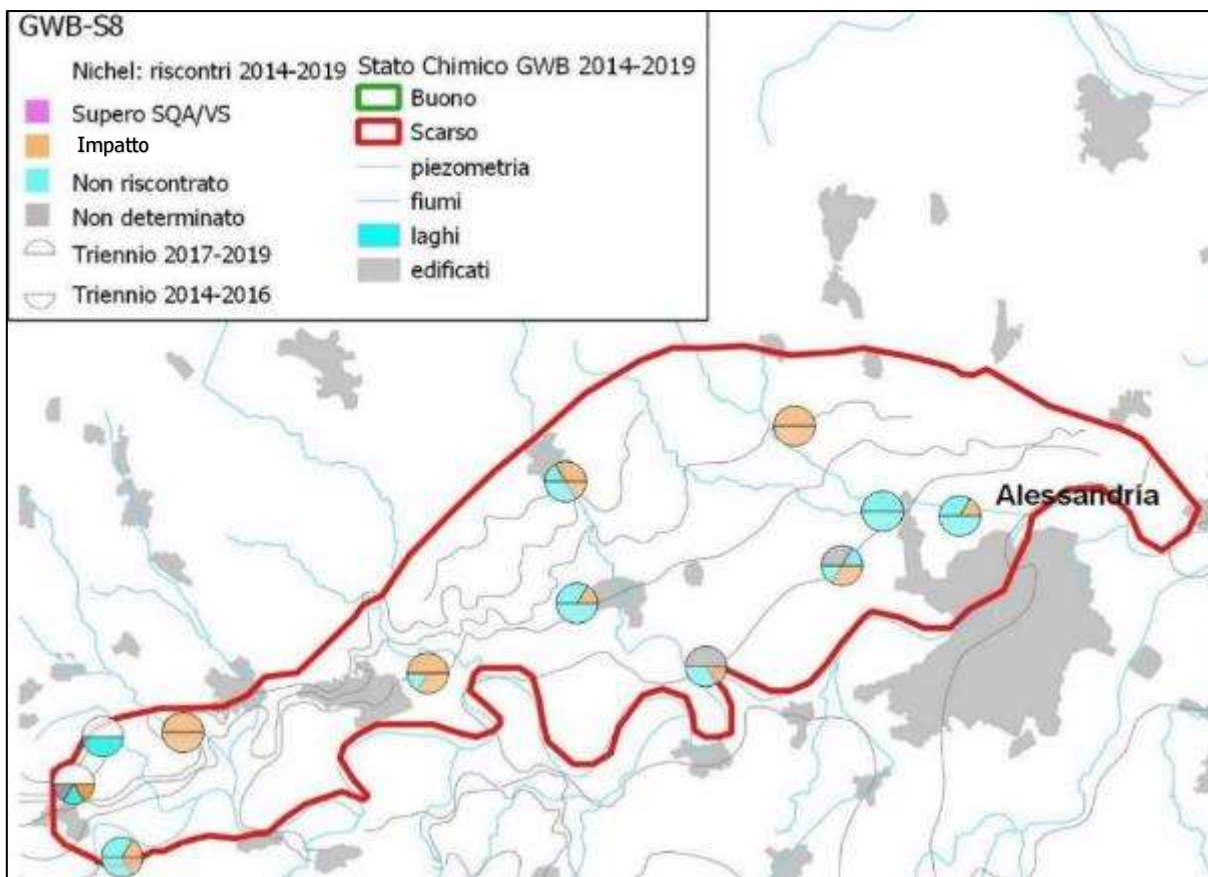 GWB-S8
Nichel: riscontri 2014-2019
Supero SQA/VS
Impatto
Non riscontrato
Non determinato
Triennio 2017-2019
Triennio 2014-2016
Stato Chimico GWB 2014-2019
Buono
Scarso
piezometria
fiumi
laghi
edificati
Alessandria